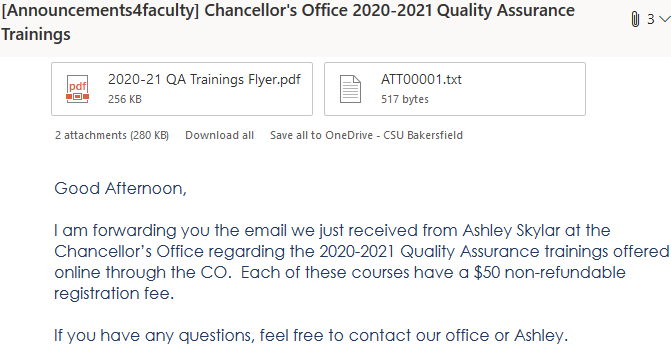 [Announcements4faculty] Chancellor's Office 2020-2021 Quality Assurance
Trainings
3
pdf
2020-21 QA Trainings Flyer.pdf
256 KB
ATT00001.txt
517 bytes
2 attachments (280 KB) Download all Save all to OneDrive - CSU Bakersfield
Good Afternoon,
I am forwarding you the email we just received from Ashley Skylar at the
Chancellor’s Office regarding the 2020-2021 Quality Assurance trainings offered
online through the CO.  Each of these courses have a $50 non-refundable
registration fee.
If you have any questions, feel free to contact our office or Ashley.